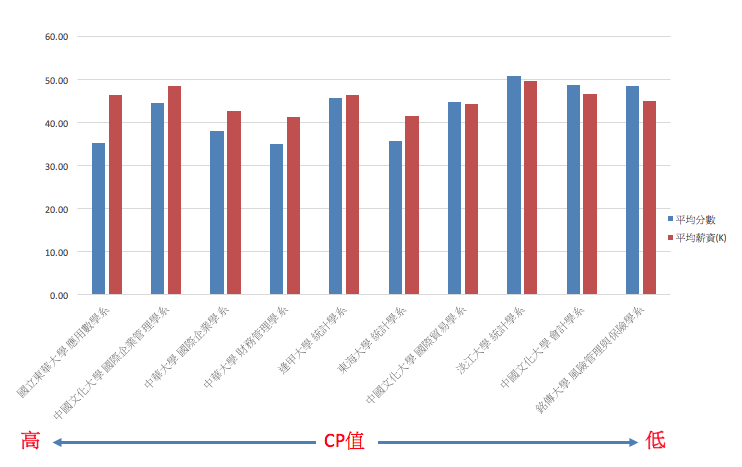 60.00
50.00
40.00
30.00
20.00
10.00
0.00
平均分數
平均薪資(K)
國立東華大學 應用數學系
中國文化大學 國際企業管理學系
中華大學 國際企業學系
中華大學 財務管理學系
逢甲大學 統計學系
東海大學 統計學系
中國文化大學 國際貿易學系
淡江大學 統計學系
中國文化大學 會計學系
銘傳大學 風險管理與保險學系
高 CP值 低